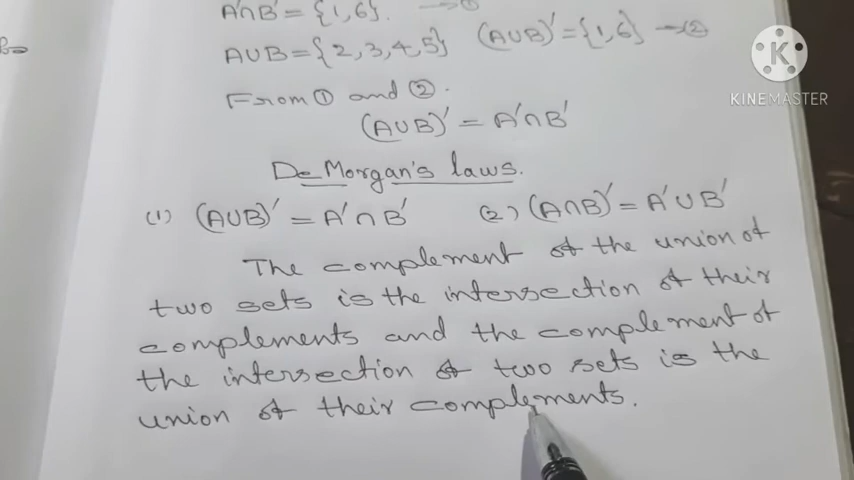 A'∩B' = {1,6}. →①
A∪B = {2,3,4,5} (A∪B)' = {1,6} →②
From ① and ②.
(A∪B)' = A'∩B'
De Morgan's laws.
(1) (A∪B)' = A'∩B' (2) (A∩B)' = A'∪B'
The complement of the union of
two sets is the intersection of their
complements and the complement of
the intersection of two sets is the
union of their complements.
KINEMASTER